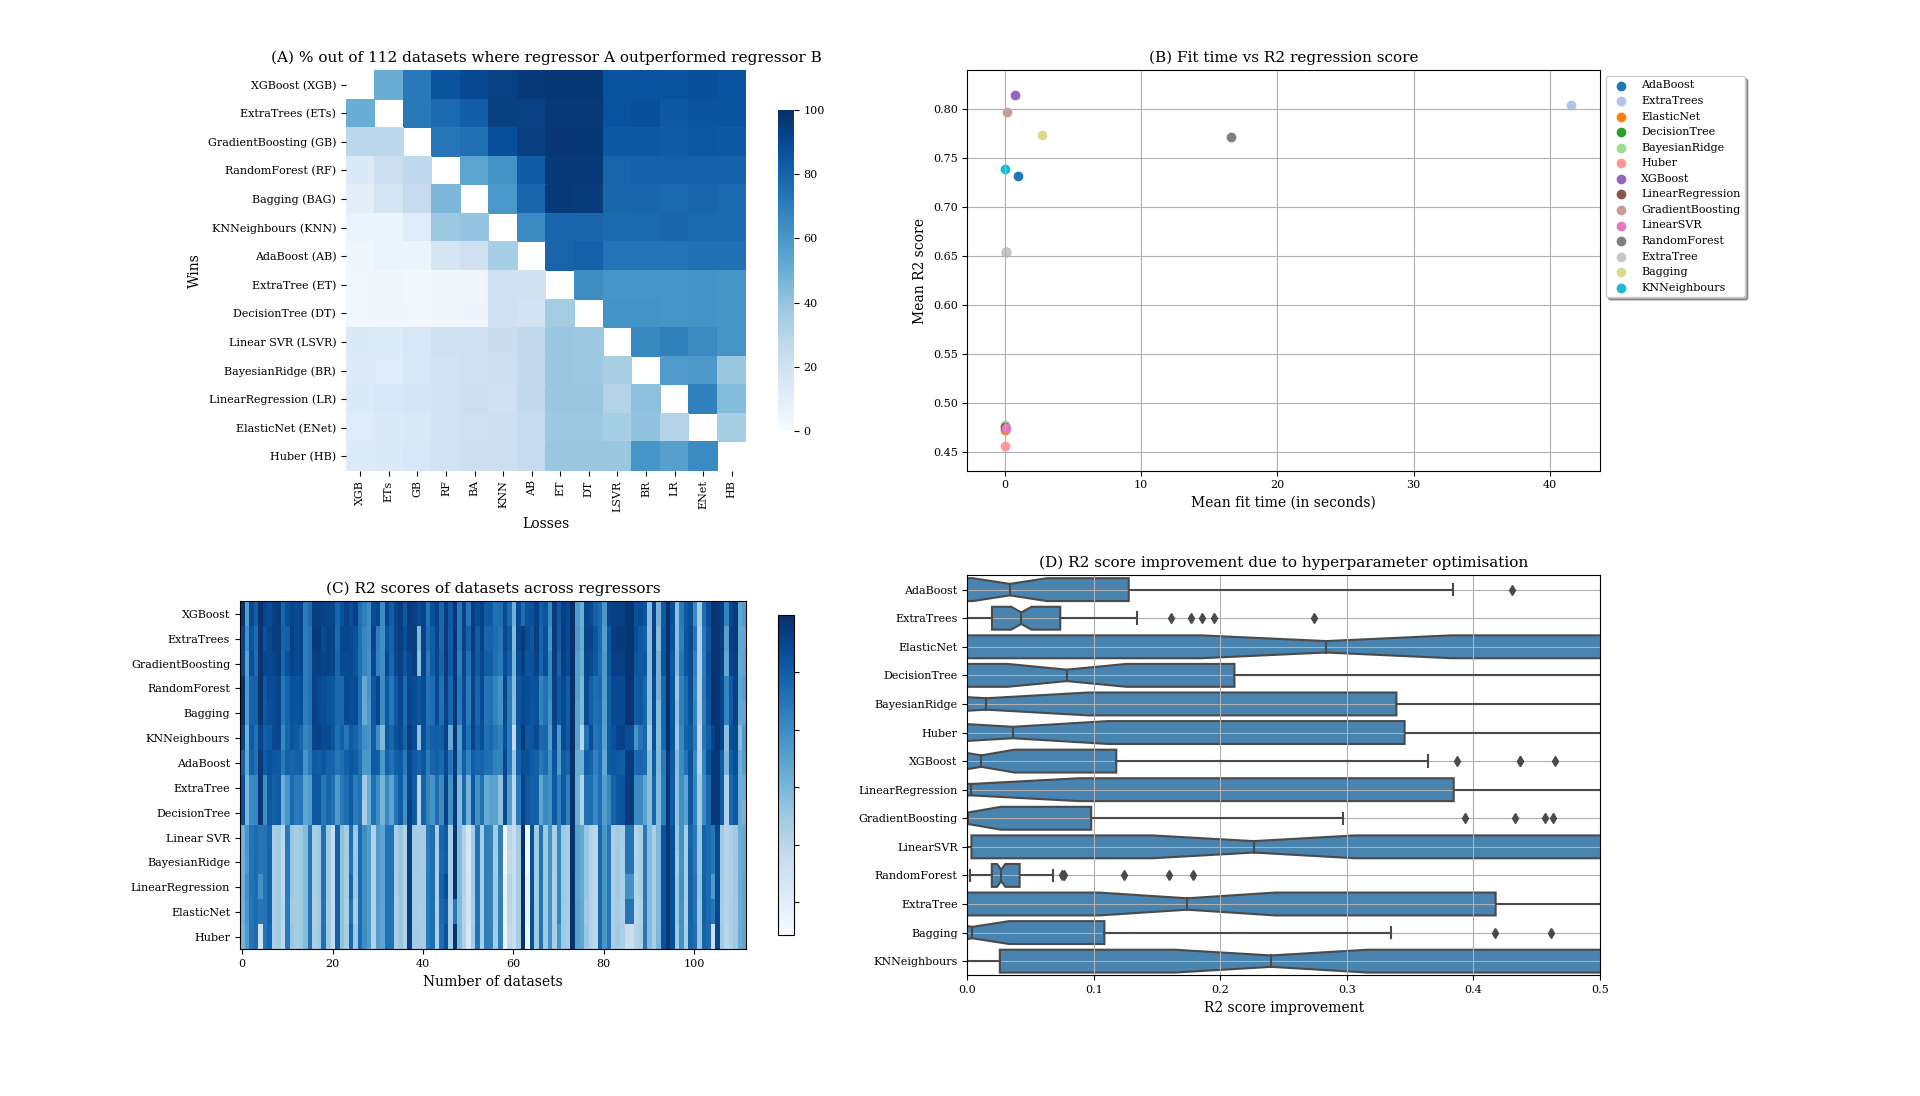 (A) % out of 112 datasets where regressor A outperformed regressor B
Wins
XGBoost (XGB)
ExtraTrees (ETs)
GradientBoosting (GB)
RandomForest (RF)
Bagging (BAG)
KNNeighbours (KNN)
AdaBoost (AB)
ExtraTree (ET)
DecisionTree (DT)
Linear SVR (LSVR)
BayesianRidge (BR)
LinearRegression (LR)
ElasticNet (ENet)
Huber (HB)
XGB ETs GB RF BA KNN AB ET DT LSVR BR LR ENet HB
Losses
100
80
60
40
20
0
(B) Fit time vs R2 regression score
Mean R2 score
0.80
0.75
0.70
0.65
0.60
0.55
0.50
0.45
0 10 20 30 40
Mean fit time (in seconds)
AdaBoost
ExtraTrees
ElasticNet
DecisionTree
BayesianRidge
Huber
XGBoost
LinearRegression
GradientBoosting
LinearSVR
RandomForest
ExtraTree
Bagging
KNNeighbours
(C) R2 scores of datasets across regressors
XGBoost
ExtraTrees
GradientBoosting
RandomForest
Bagging
KNNeighbours
AdaBoost
ExtraTree
DecisionTree
Linear SVR
BayesianRidge
LinearRegression
ElasticNet
Huber
0 20 40 60 80 100
Number of datasets
(D) R2 score improvement due to hyperparameter optimisation
AdaBoost
ExtraTrees
ElasticNet
DecisionTree
BayesianRidge
Huber
XGBoost
LinearRegression
GradientBoosting
LinearSVR
RandomForest
ExtraTree
Bagging
KNNeighbours
0.0 0.1 0.2 0.3 0.4 0.5
R2 score improvement